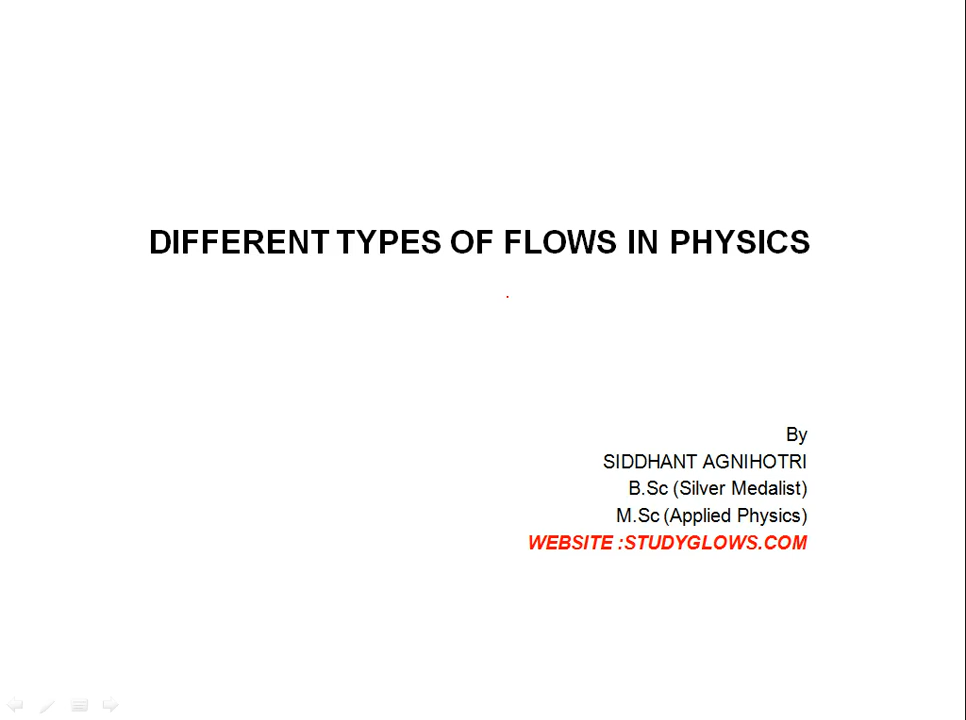 DIFFERENT TYPES OF FLOWS IN PHYSICS
By
SIDDHANT AGNIHOTRI
B.Sc (Silver Medalist)
M.Sc (Applied Physics)
WEBSITE :STUDYGLOWS.COM